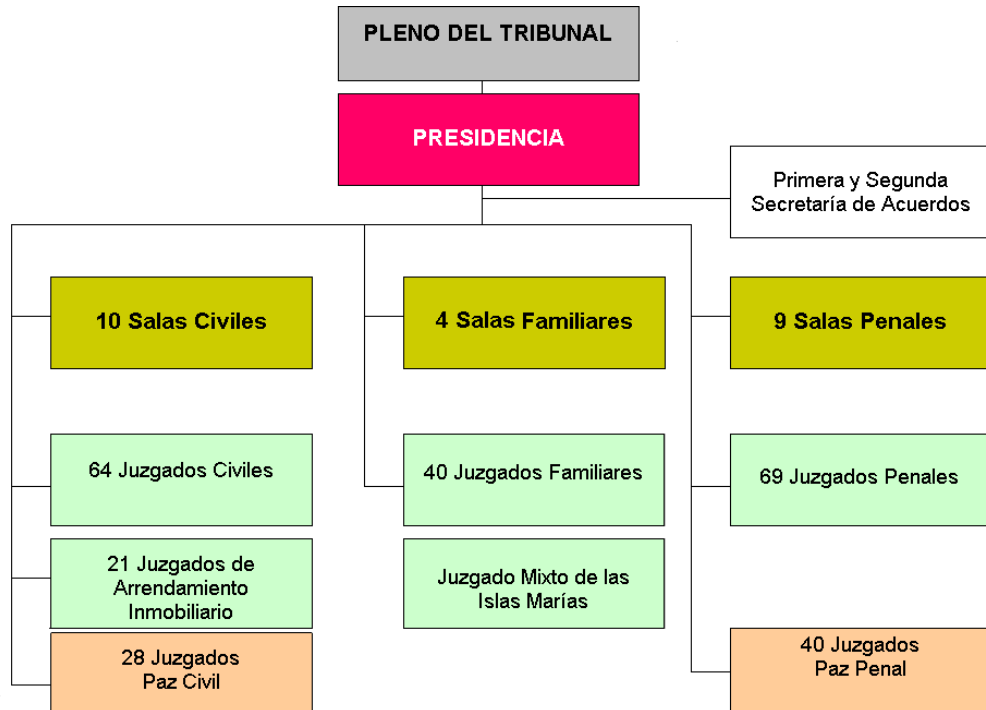 PLENO DEL TRIBUNAL
PRESIDENCIA
Primera y Segunda
Secretaría de Acuerdos
10 Salas Civiles
4 Salas Familiares
9 Salas Penales
64 Juzgados Civiles
40 Juzgados Familiares
69 Juzgados Penales
21 Juzgados de
Arrendamiento
Inmobiliario
Juzgado Mixto de las
Islas Marías
28 Juzgados
Paz Civil
40 Juzgados
Paz Penal